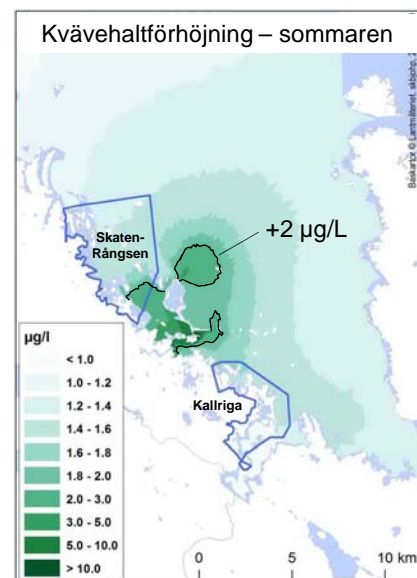 Kvävehaltförhöjning – sommaren
+2 µg/L
Skaten-
Rångsen
Kallriga
µg/l
< 1.0
1.0 - 1.2
1.2 - 1.4
1.4 - 1.6
1.6 - 1.8
1.8 - 2.0
2.0 - 3.0
3.0 - 5.0
5.0 - 10.0
> 10.0
0 5 10 km